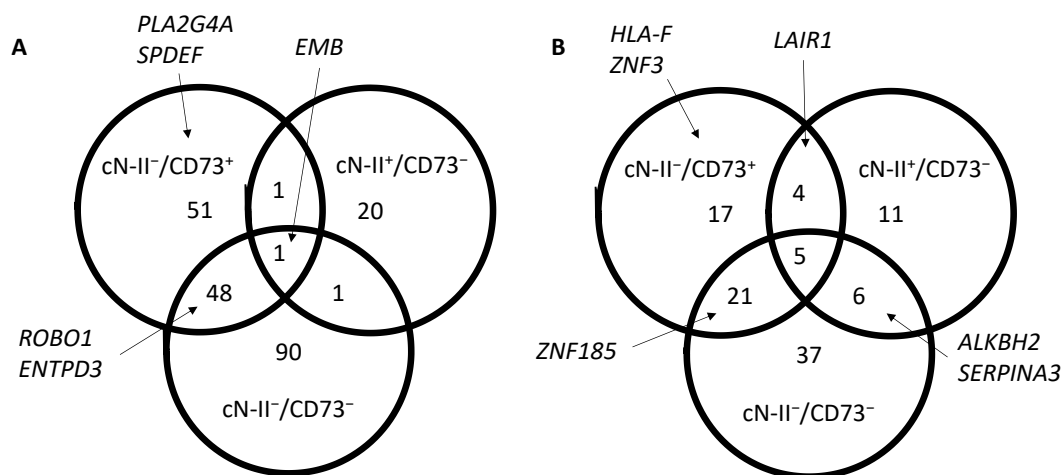 A
PLA2G4A
SPDEF
EMB
cN-II⁻/CD73⁺
cN-II⁺/CD73⁻
1
51
20
1
48
1
ROBO1
ENTPD3
90
cN-II⁻/CD73⁻
B
HLA-F
ZNF3
LAIR1
cN-II⁻/CD73⁺
cN-II⁺/CD73⁻
4
17
11
5
21
6
ZNF185
37
ALKBH2
SERPINA3
cN-II⁻/CD73⁻